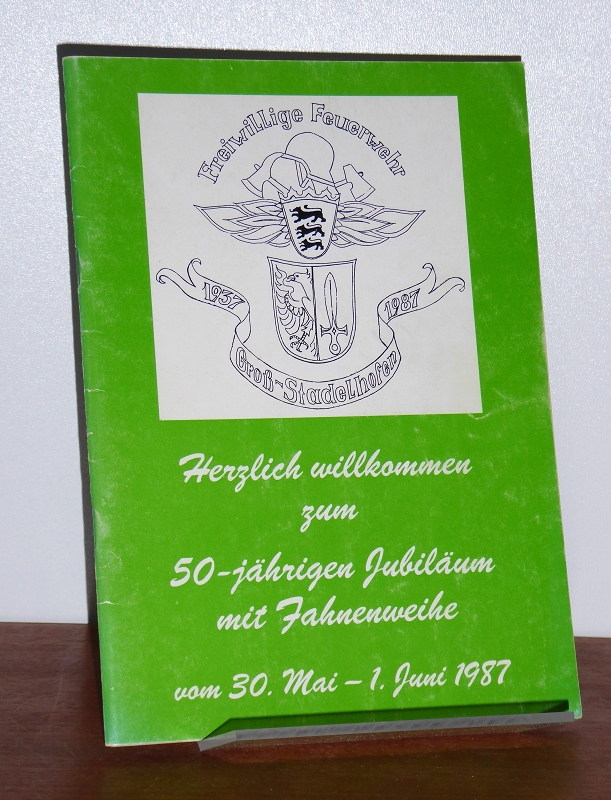 Freiwillige Feuerwehr
1937
1987
Groß-Stadelhofen
Herzlich willkommen
zum
50-jährigen Jubiläum
mit Fahnenweihe
vom 30. Mai – 1. Juni 1987